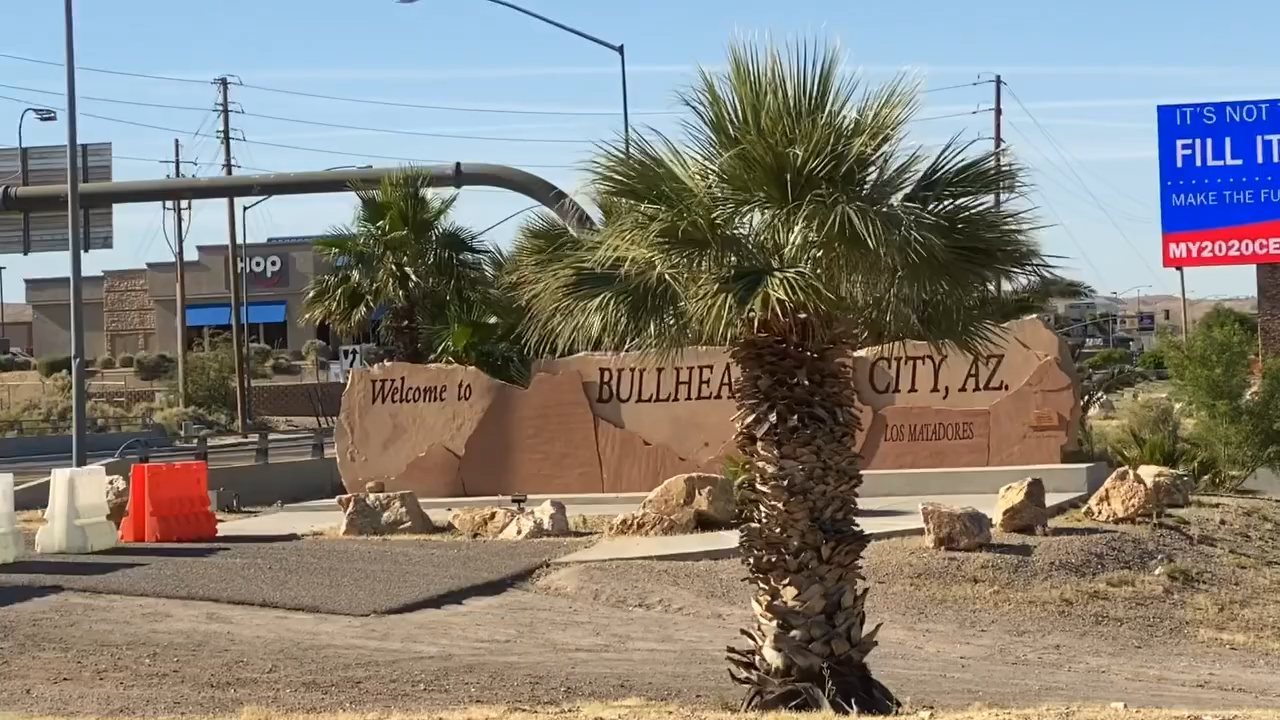 IT'S NOT
FILL IT
MAKE THE FU
MY2020CE
IHOP
Welcome to
BULLHEA CITY, AZ.
LOS MATADORES